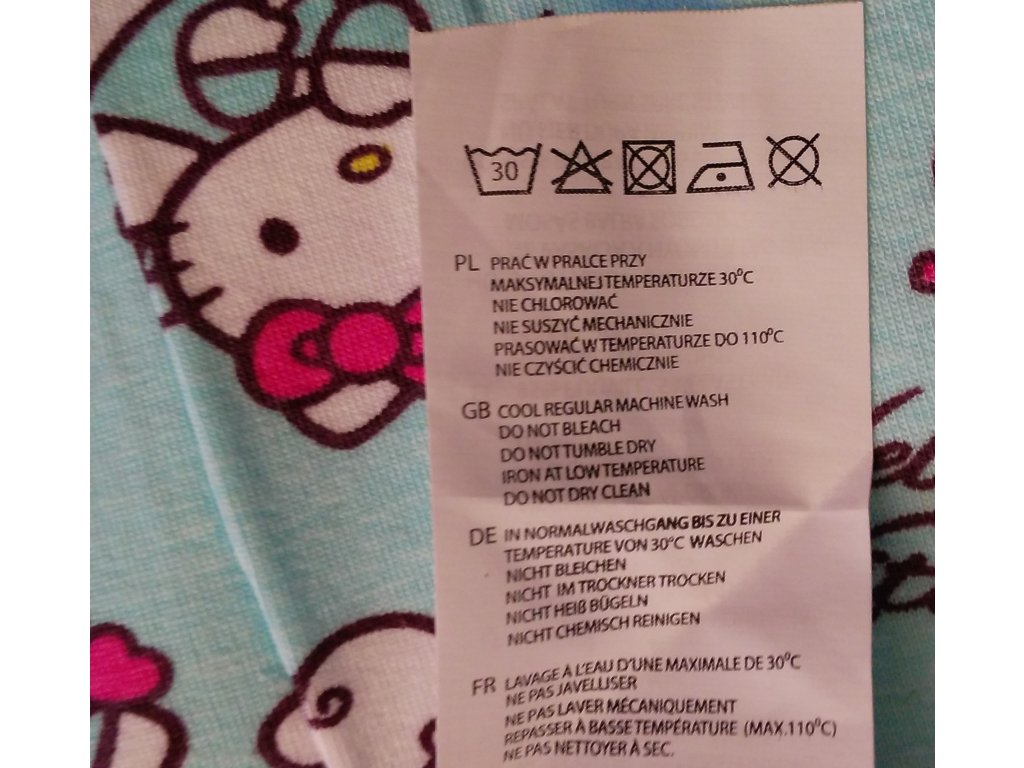 30
PL PRAĆ W PRALCE PRZY
MAKSYMALNEJ TEMPERATURZE 30⁰C
NIE CHLOROWAĆ
NIE SUSZYĆ MECHANICZNIE
PRASOWAĆ W TEMPERATURZE DO 110⁰C
NIE CZYŚCIĆ CHEMICZNIE
GB COOL REGULAR MACHINE WASH
DO NOT BLEACH
DO NOT TUMBLE DRY
IRON AT LOW TEMPERATURE
DO NOT DRY CLEAN
DE IN NORMALWASCHGANG BIS ZU EINER
TEMPERATURE VON 30°C WASCHEN
NICHT BLEICHEN
NICHT IM TROCKNER TROCKEN
NICHT HEIß BÜGELN
NICHT CHEMISCH REINIGEN
FR LAVAGE À L'EAU D'UNE MAXIMALE DE 30⁰C
NE PAS JAVELLISER
NE PAS LAVER MÉCANIQUEMENT
REPASSER À BASSE TEMPÉRATURE (MAX.110⁰C)
NE PAS NETTOYER À SEC.